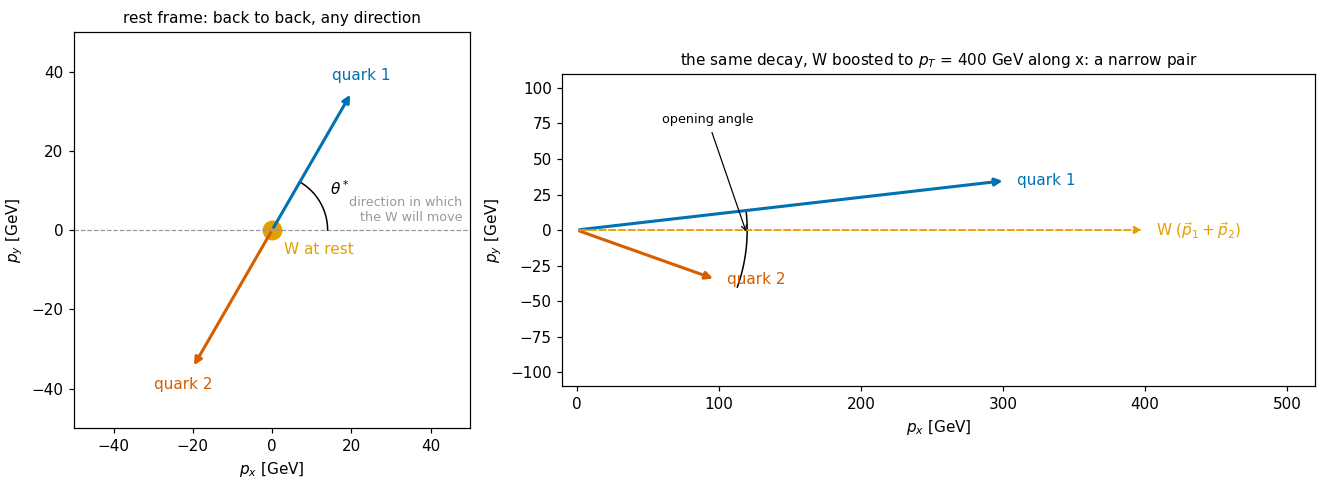 rest frame: back to back, any direction
quark 1
θ*
direction in which
the W will move
W at rest
quark 2
40
20
0
−20
−40
p_y [GeV]
−40 −20 0 20 40
p_x [GeV]
the same decay, W boosted to p_T = 400 GeV along x: a narrow pair
opening angle
quark 1
W (p⃗₁ + p⃗₂)
quark 2
100
75
50
25
0
−25
−50
−75
−100
p_y [GeV]
0 100 200 300 400 500
p_x [GeV]